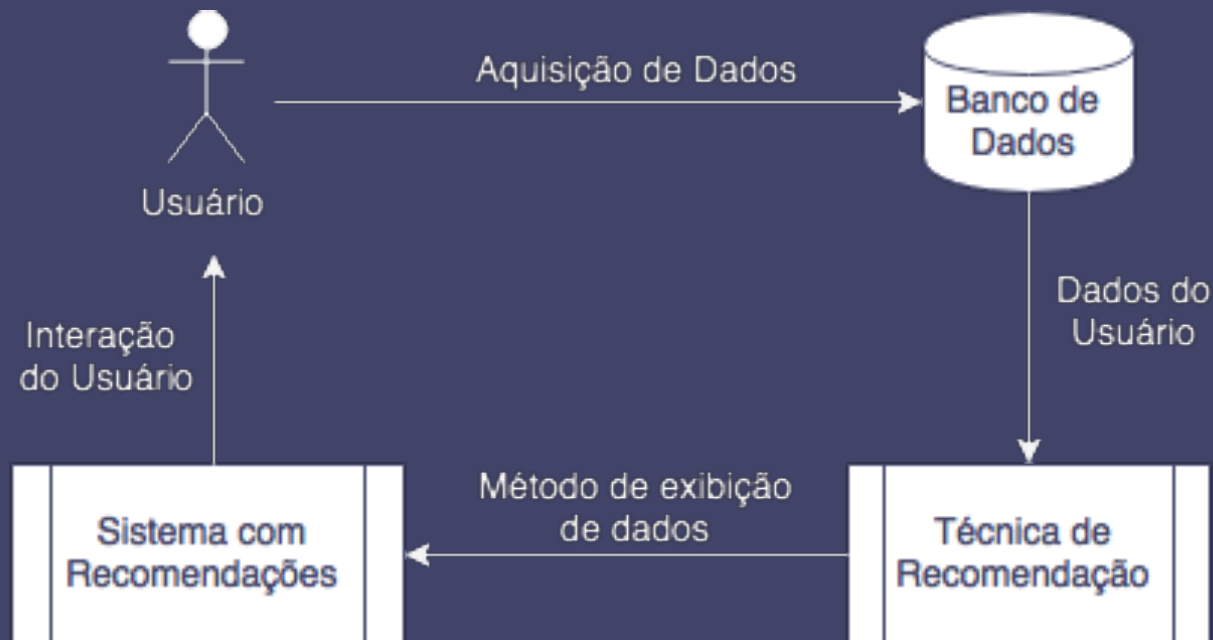 Aquisição de Dados
Banco de
Dados
Usuário
Dados do
Usuário
Interação
do Usuário
Método de exibição
de dados
Sistema com
Recomendações
Técnica de
Recomendação